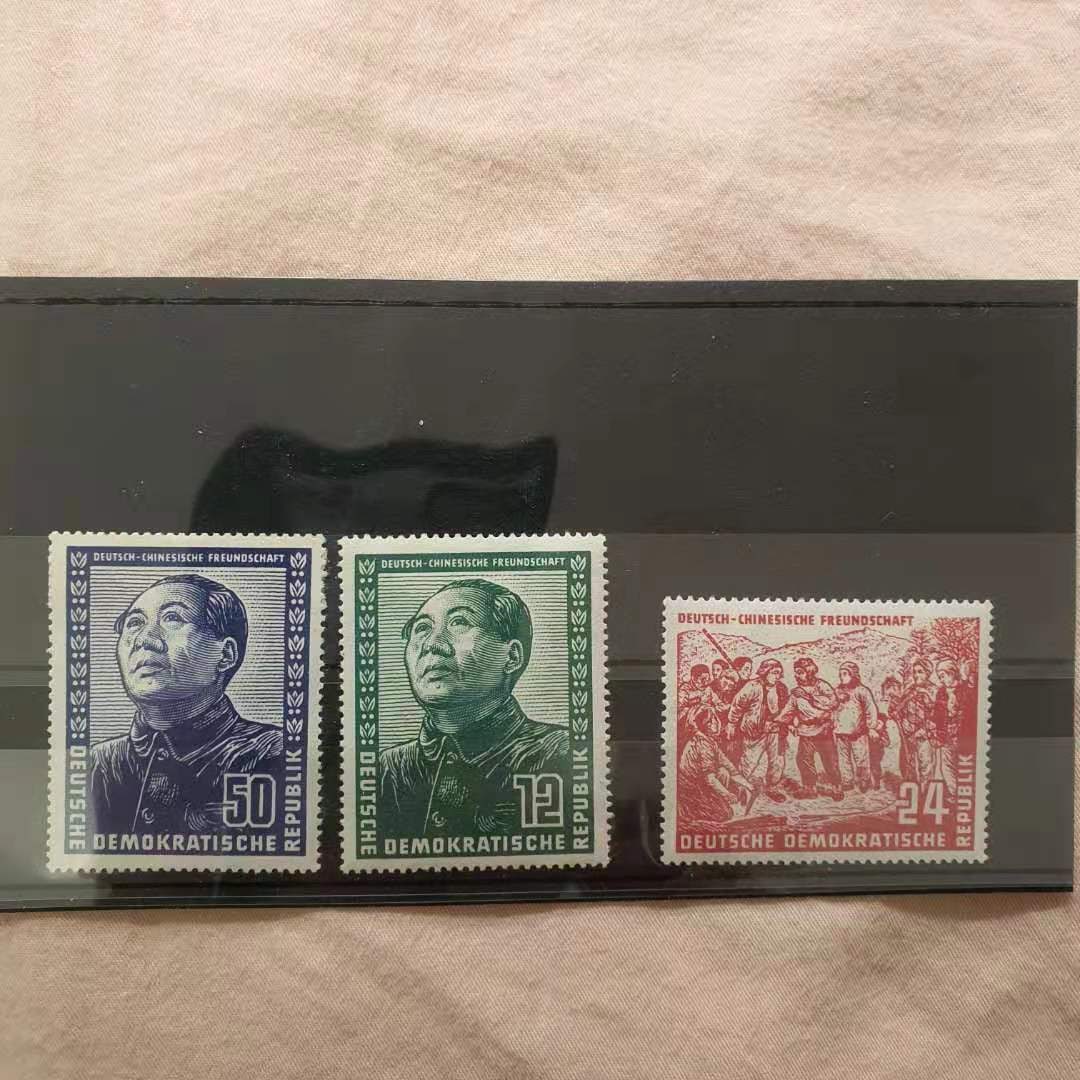 DEUTSCH-CHINESISCHE FREUNDSCHAFT
50
DEUTSCHE DEMOKRATISCHE REPUBLIK
DEUTSCH-CHINESISCHE FREUNDSCHAFT
12
DEUTSCHE DEMOKRATISCHE REPUBLIK
DEUTSCH-CHINESISCHE FREUNDSCHAFT
24
DEUTSCHE DEMOKRATISCHE REPUBLIK